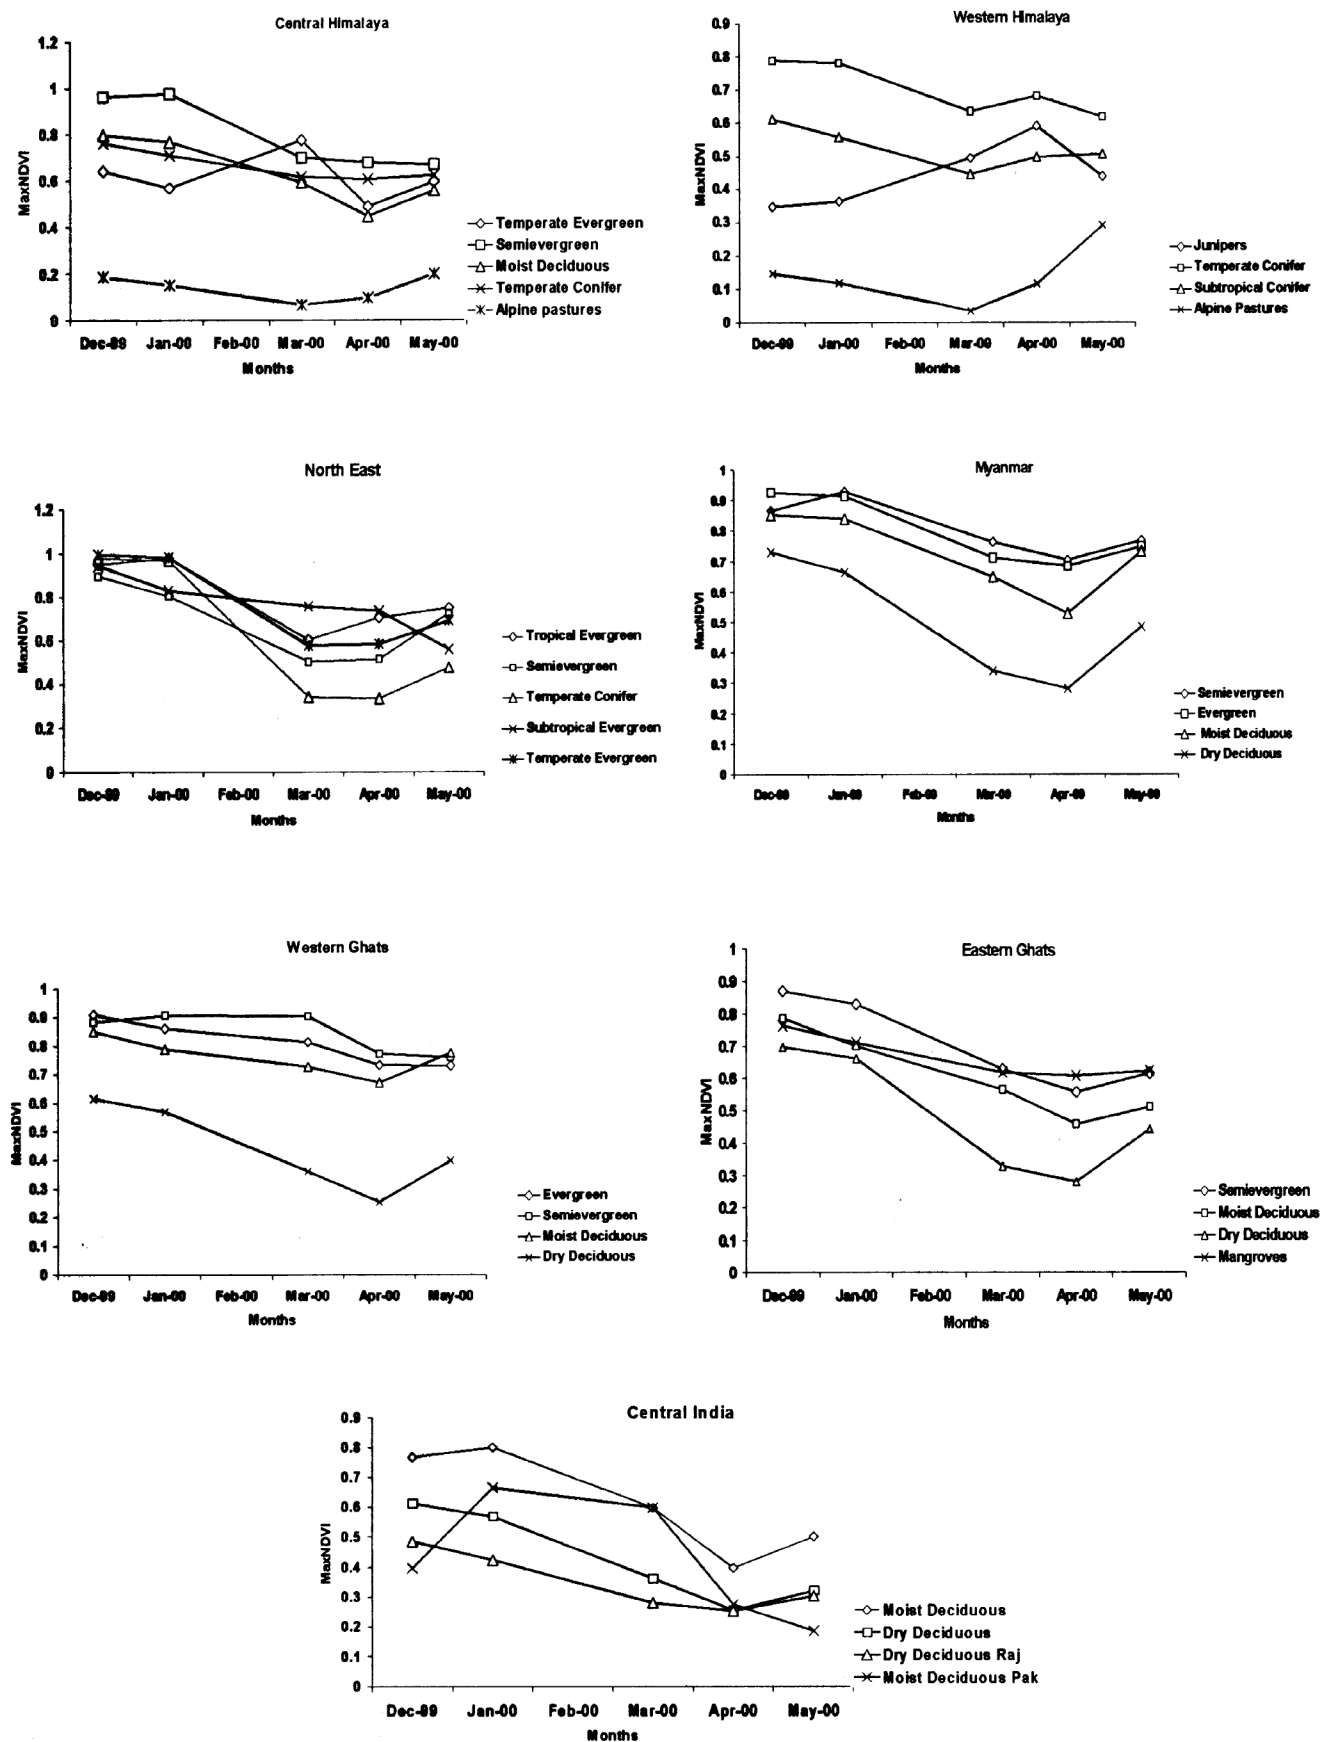 Central Himalaya
1.2
1
0.8
0.6
0.4
0.2
0
MaxNDVI
Dec-99 Jan-00 Feb-00 Mar-00 Apr-00 May-00
Months
Temperate Evergreen
Semievergreen
Moist Deciduous
Temperate Conifer
Alpine pastures
Western Himalaya
0.9
0.8
0.7
0.6
0.5
0.4
0.3
0.2
0.1
0
MaxNDVI
Dec-99 Jan-00 Feb-00 Mar-00 Apr-00 May-00
Months
Junipers
Temperate Conifer
Subtropical Conifer
Alpine Pastures
North East
1.2
1
0.8
0.6
0.4
0.2
0
MaxNDVI
Dec-99 Jan-00 Feb-00 Mar-00 Apr-00 May-00
Months
Tropical Evergreen
Semievergreen
Temperate Conifer
Subtropical Evergreen
Temperate Evergreen
Myanmar
1
0.9
0.8
0.7
0.6
0.5
0.4
0.3
0.2
0.1
0
MaxNDVI
Months
Semievergreen
Evergreen
Moist Deciduous
Dry Deciduous
Western Ghats
1
0.9
0.8
0.7
0.6
0.5
0.4
0.3
0.2
0.1
0
MaxNDVI
Dec-99 Jan-00 Feb-00 Mar-00 Apr-00 May-00
Months
Evergreen
Semievergreen
Moist Deciduous
Dry Deciduous
Eastern Ghats
1
0.9
0.8
0.7
0.6
0.5
0.4
0.3
0.2
0.1
0
MaxNDVI
Dec-99 Jan-00 Feb-00 Mar-00 Apr-00 May-00
Months
Semievergreen
Moist Deciduous
Dry Deciduous
Mangroves
Central India
0.9
0.8
0.7
0.6
0.5
0.4
0.3
0.2
0.1
0
MaxNDVI
Dec-99 Jan-00 Feb-00 Mar-00 Apr-00 May-00
Months
Moist Deciduous
Dry Deciduous
Dry Deciduous Raj
Moist Deciduous Pak